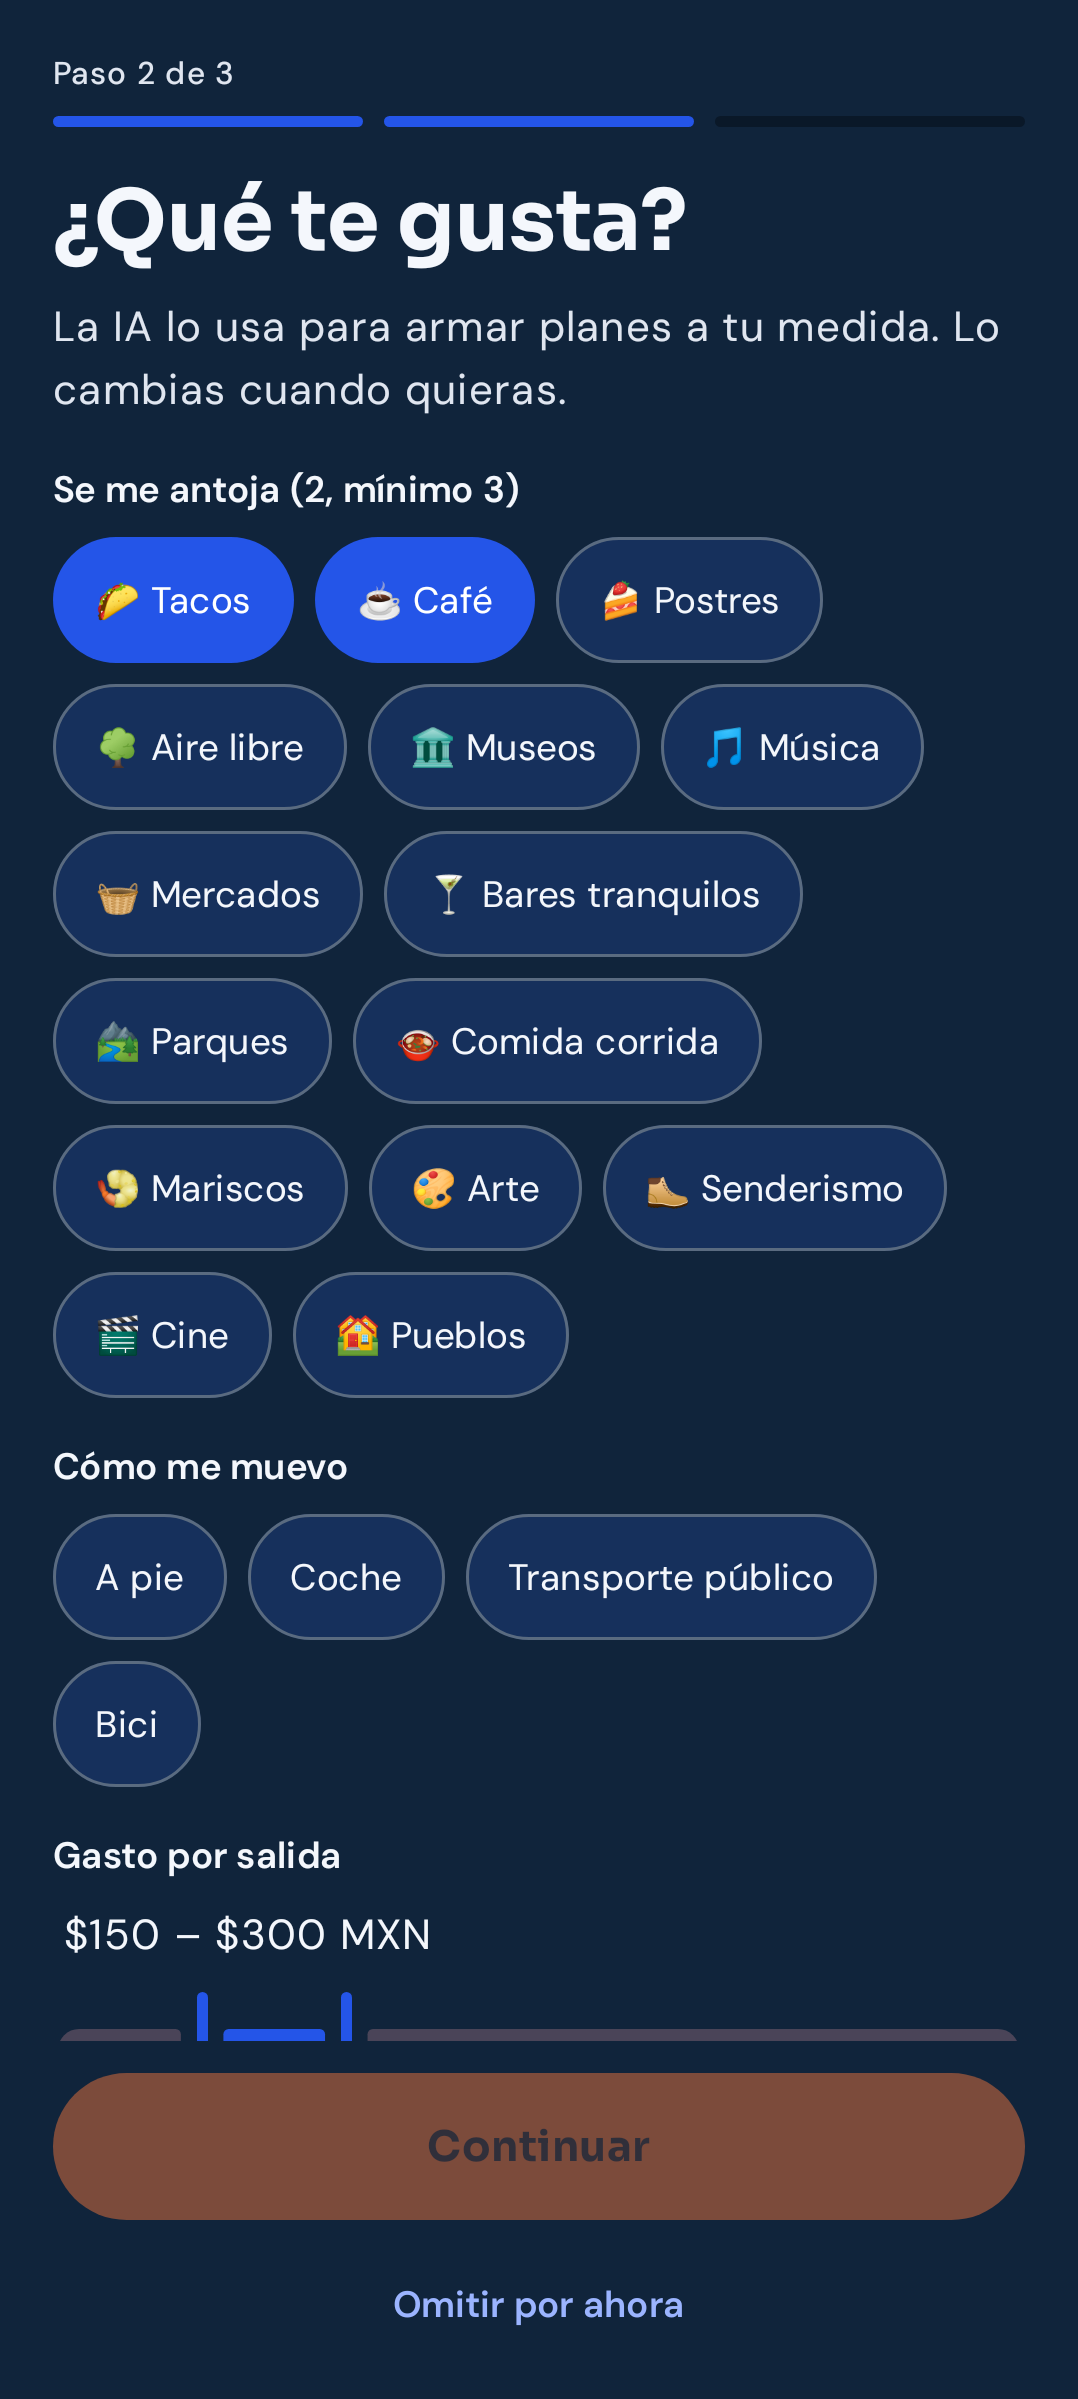 Paso 2 de 3
¿Qué te gusta?
La IA lo usa para armar planes a tu medida. Lo
cambias cuando quieras.
Se me antoja (2, mínimo 3)
Tacos Café Postres
Aire libre Museos Música
Mercados Bares tranquilos
Parques Comida corrida
Mariscos Arte Senderismo
Cine Pueblos
Cómo me muevo
A pie Coche Transporte público
Bici
Gasto por salida
$150 – $300 MXN
Continuar
Omitir por ahora